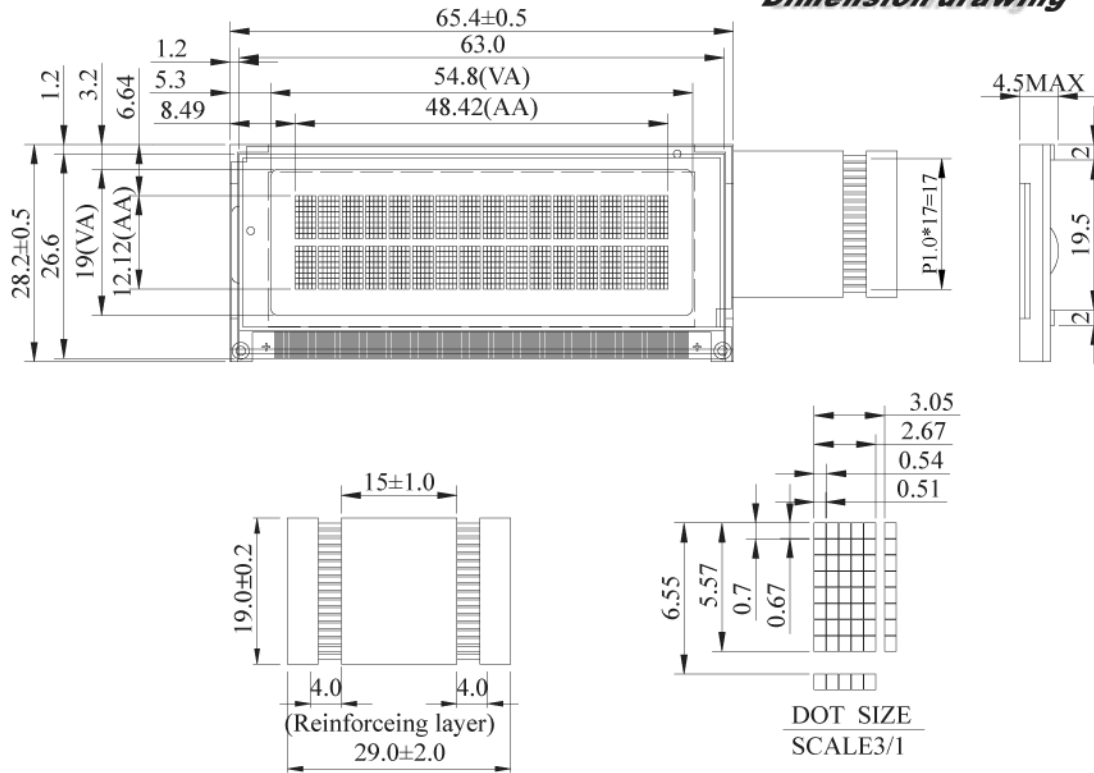 Dimension drawing
65.4±0.5
1.2
63.0
5.3
54.8(VA)
8.49
48.42(AA)
1.2
3.2
6.64
28.2±0.5
26.6
19(VA)
12.12(AA)
P1.0*17=17
4.5MAX
2
19.5
2
15±1.0
19.0±0.2
4.0
4.0
(Reinforceing layer)
29.0±2.0
3.05
2.67
0.54
0.51
6.55
5.57
0.7
0.67
DOT SIZE
SCALE3/1